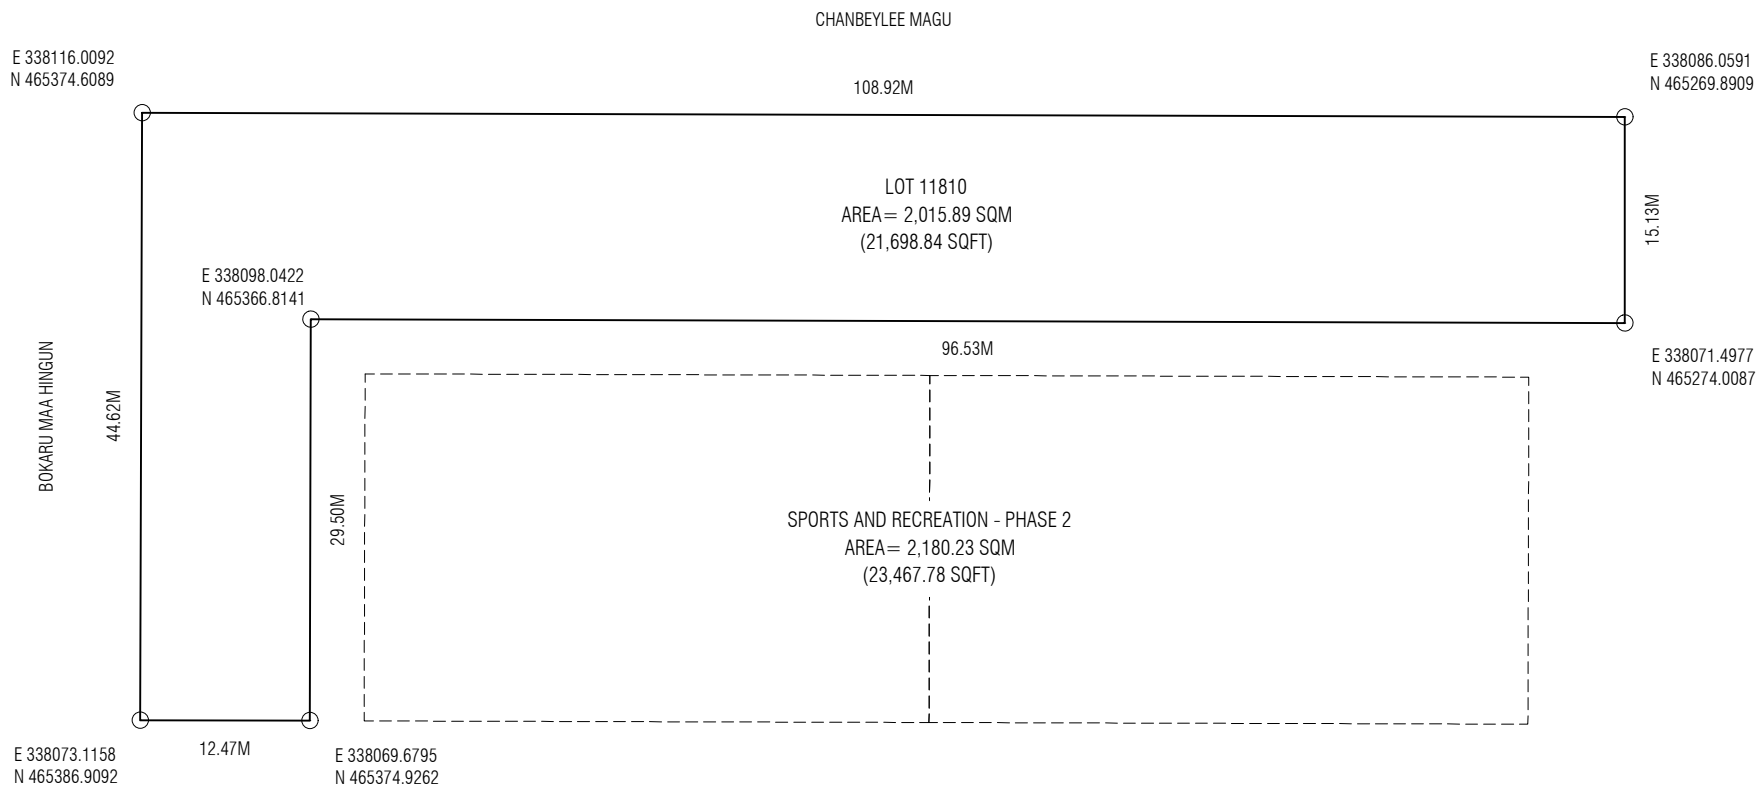 CHANBEYLEE MAGU
E 338116.0092
N 465374.6089
E 338086.0591
N 465269.8909
108.92M
LOT 11810
AREA= 2,015.89 SQM
(21,698.84 SQFT)
15.13M
E 338098.0422
N 465366.8141
96.53M
E 338071.4977
N 465274.0087
BOKARU MAA HINGUN
44.62M
29.50M
SPORTS AND RECREATION - PHASE 2
AREA= 2,180.23 SQM
(23,467.78 SQFT)
12.47M
E 338073.1158
N 465386.9092
E 338069.6795
N 465374.9262